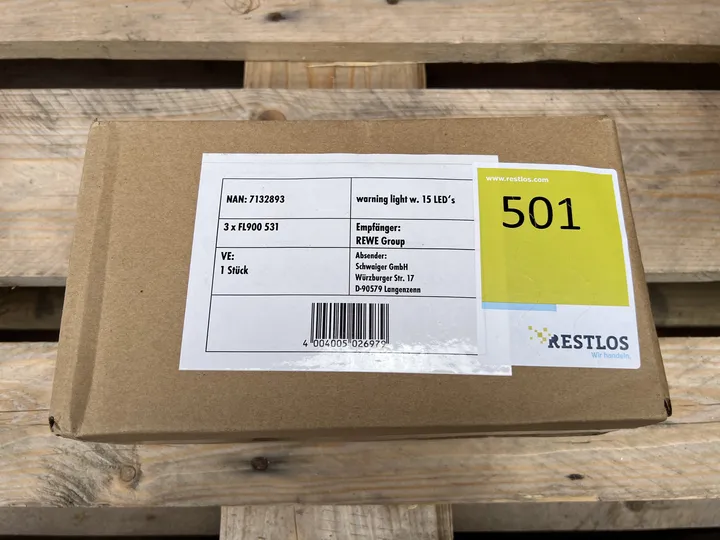 NAN: 7132893
warning light w. 15 LED's
3 x FL900 531
Empfänger:
REWE Group
VE:
1 Stück
Absender:
Schwaiger GmbH
Würzburger Str. 17
D-90579 Langenzenn
4 004005 026979
www.restlos.com
501
RESTLOS
Wir handeln.